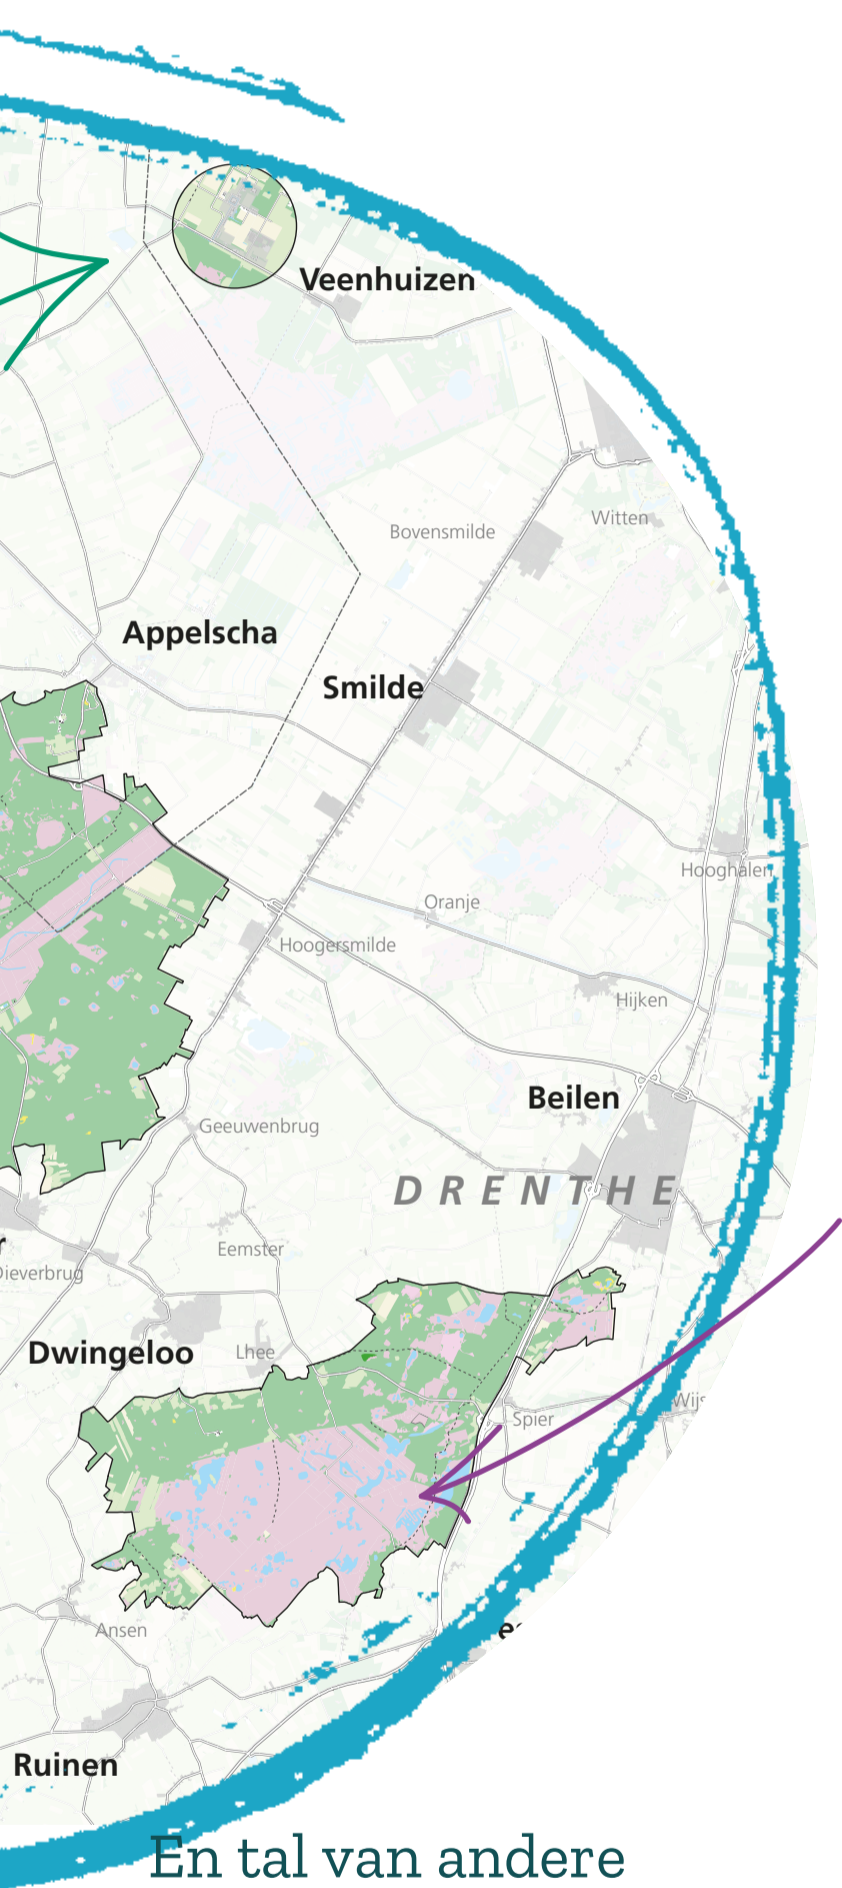 Veenhuizen
Witten
Bovensmilde
Appelscha
Smilde
Hooghalen
Oranje
Hoogersmilde
Hijken
Beilen
Geeuwenbrug
DRENTHE
Eemster
Dieverbrug
Dwingeloo
Lhee
Spier
Ansen
Ruinen
En tal van andere